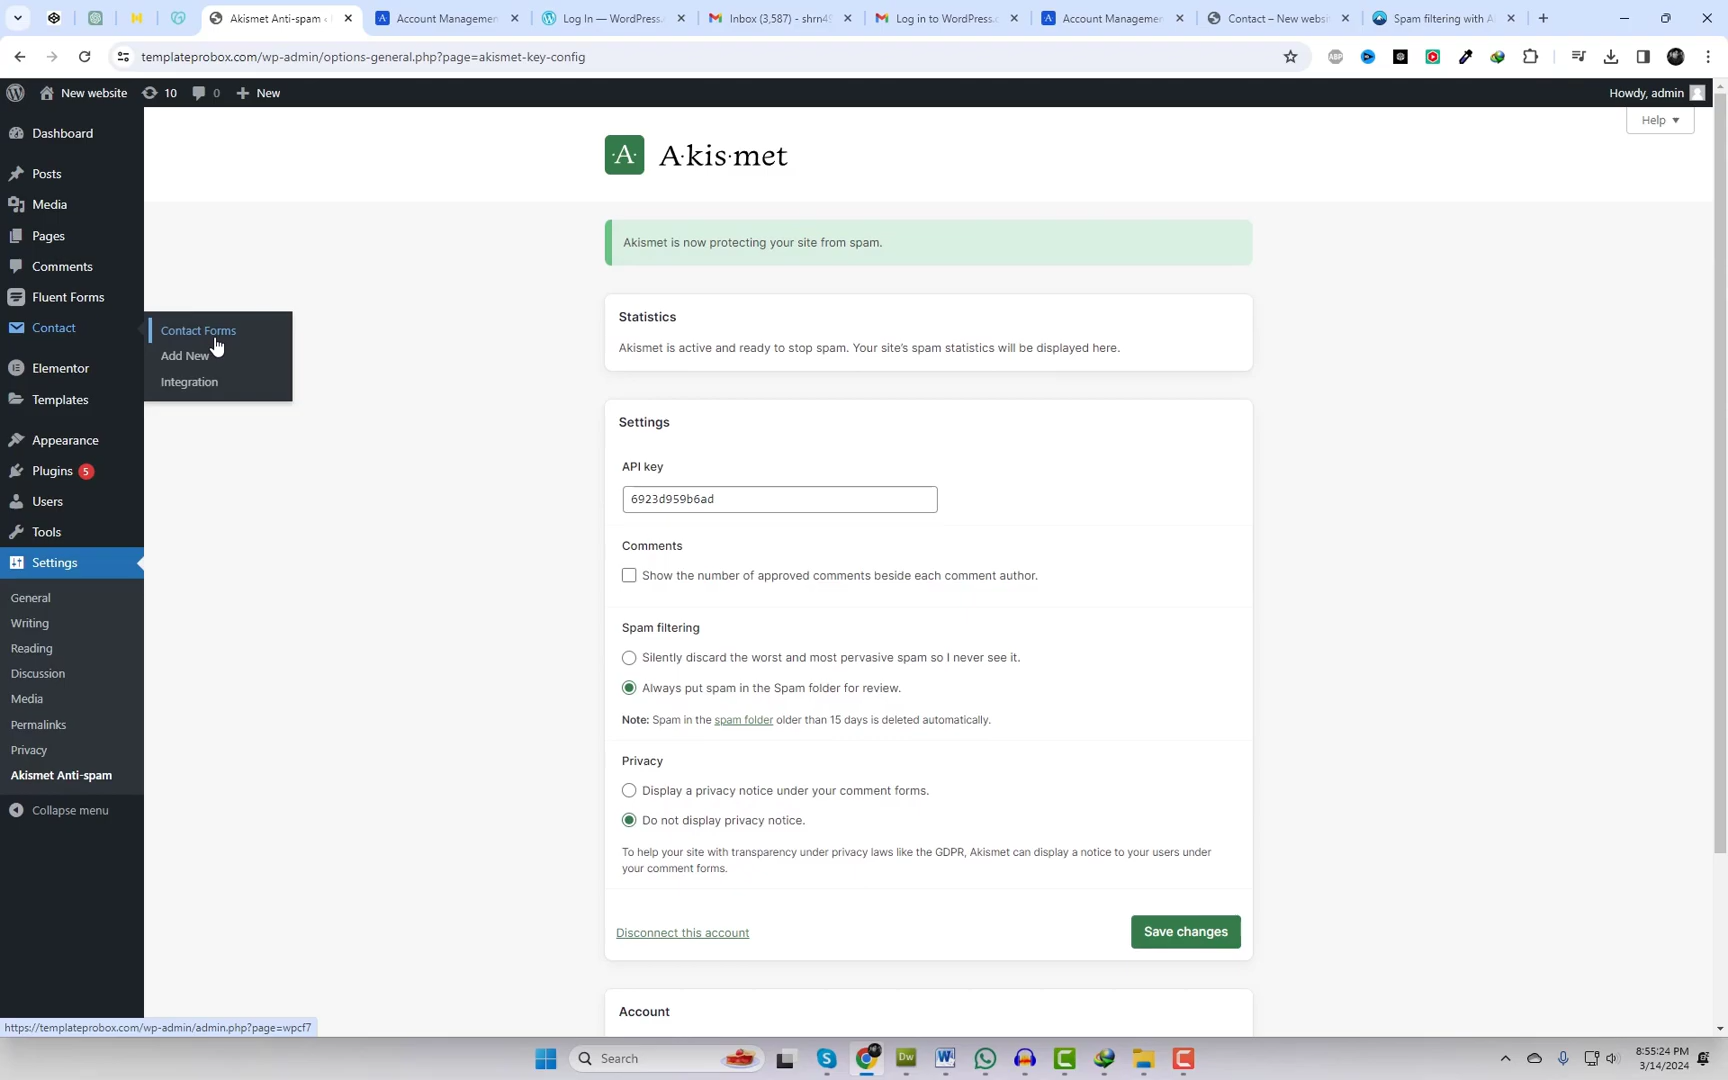 Akismet Anti-spam ‹
Account Management
Log In — WordPress.
Inbox (3,587) - shrn45
Log in to WordPress.c
Account Managemer
Contact – New websi
Spam filtering with A
templateprobox.com/wp-admin/options-general.php?page=akismet-key-config
ABP
New website
10
0
New
Howdy, admin
Help
Dashboard
Posts
Media
Pages
Comments
Fluent Forms
Contact
Contact Forms
Add New
Integration
Elementor
Templates
Appearance
Plugins 5
Users
Tools
Settings
General
Writing
Reading
Discussion
Media
Permalinks
Privacy
Akismet Anti-spam
Collapse menu
·A· A·kis·met
Akismet is now protecting your site from spam.
Statistics
Akismet is active and ready to stop spam. Your site's spam statistics will be displayed here.
Settings
API key
6923d959b6ad
Comments
Show the number of approved comments beside each comment author.
Spam filtering
Silently discard the worst and most pervasive spam so I never see it.
Always put spam in the Spam folder for review.
Note: Spam in the spam folder older than 15 days is deleted automatically.
Privacy
Display a privacy notice under your comment forms.
Do not display privacy notice.
To help your site with transparency under privacy laws like the GDPR, Akismet can display a notice to your users under
your comment forms.
Disconnect this account
Save changes
Account
https://templateprobox.com/wp-admin/admin.php?page=wpcf7
Search
Dw
8:55:24 PM
3/14/2024